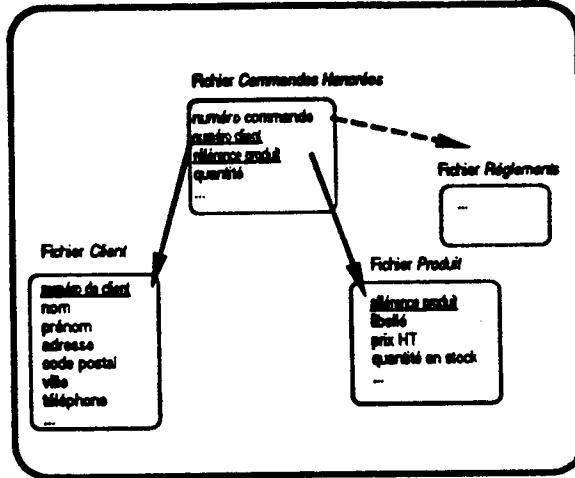 Fichier Commandes Honorées
numéro commande
numéro client
référence produit
quantité
...
Fichier Réglements
...
Fichier Client
numéro de client
nom
prénom
adresse
code postal
ville
téléphone
...
Fichier Produit
référence produit
libellé
prix HT
quantité en stock
...